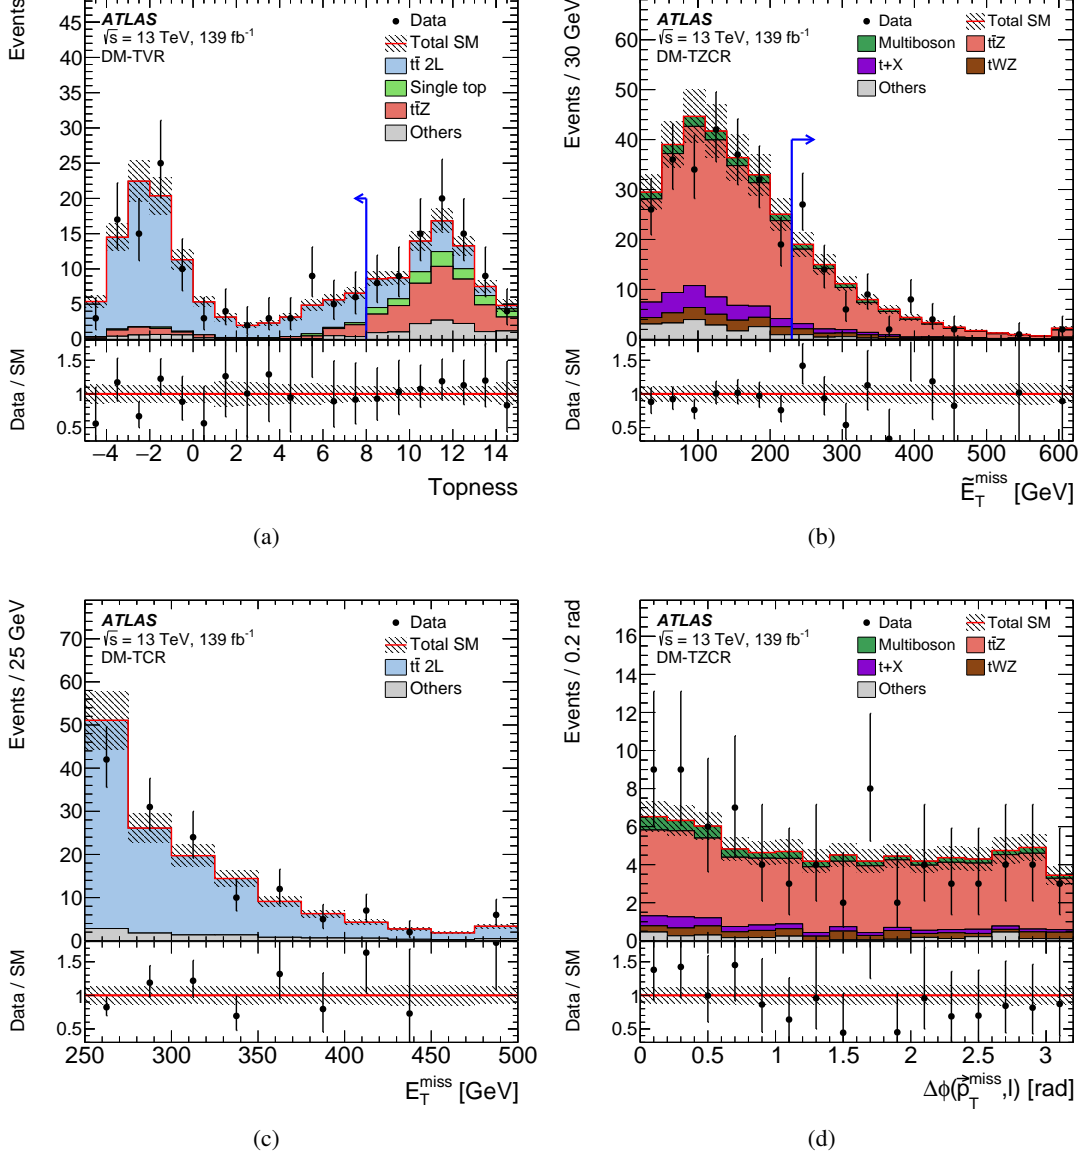 Events
45
40
35
30
25
20
15
10
5
0
ATLAS
√s = 13 TeV, 139 fb⁻¹
DM-TVR
Data
Total SM
tt̄ 2L
Single top
tt̄Z
Others
Data / SM
1.5
1
0.5
−4 −2 0 2 4 6 8 10 12 14
Topness
(a)
Events / 30 GeV
60
50
40
30
20
10
0
ATLAS
√s = 13 TeV, 139 fb⁻¹
DM-TZCR
Data
Total SM
Multiboson
tt̄Z
t+X
tWZ
Others
Data / SM
1.5
1
0.5
100 200 300 400 500 600
Ẽ_T^miss [GeV]
(b)
Events / 25 GeV
70
60
50
40
30
20
10
0
ATLAS
√s = 13 TeV, 139 fb⁻¹
DM-TCR
Data
Total SM
tt̄ 2L
Others
Data / SM
1.5
1
0.5
250 300 350 400 450 500
E_T^miss [GeV]
(c)
Events / 0.2 rad
16
14
12
10
8
6
4
2
0
ATLAS
√s = 13 TeV, 139 fb⁻¹
DM-TZCR
Data
Total SM
Multiboson
tt̄Z
t+X
tWZ
Others
Data / SM
1.5
1
0.5
0 0.5 1 1.5 2 2.5 3
Δϕ(p⃗_T^miss,l) [rad]
(d)